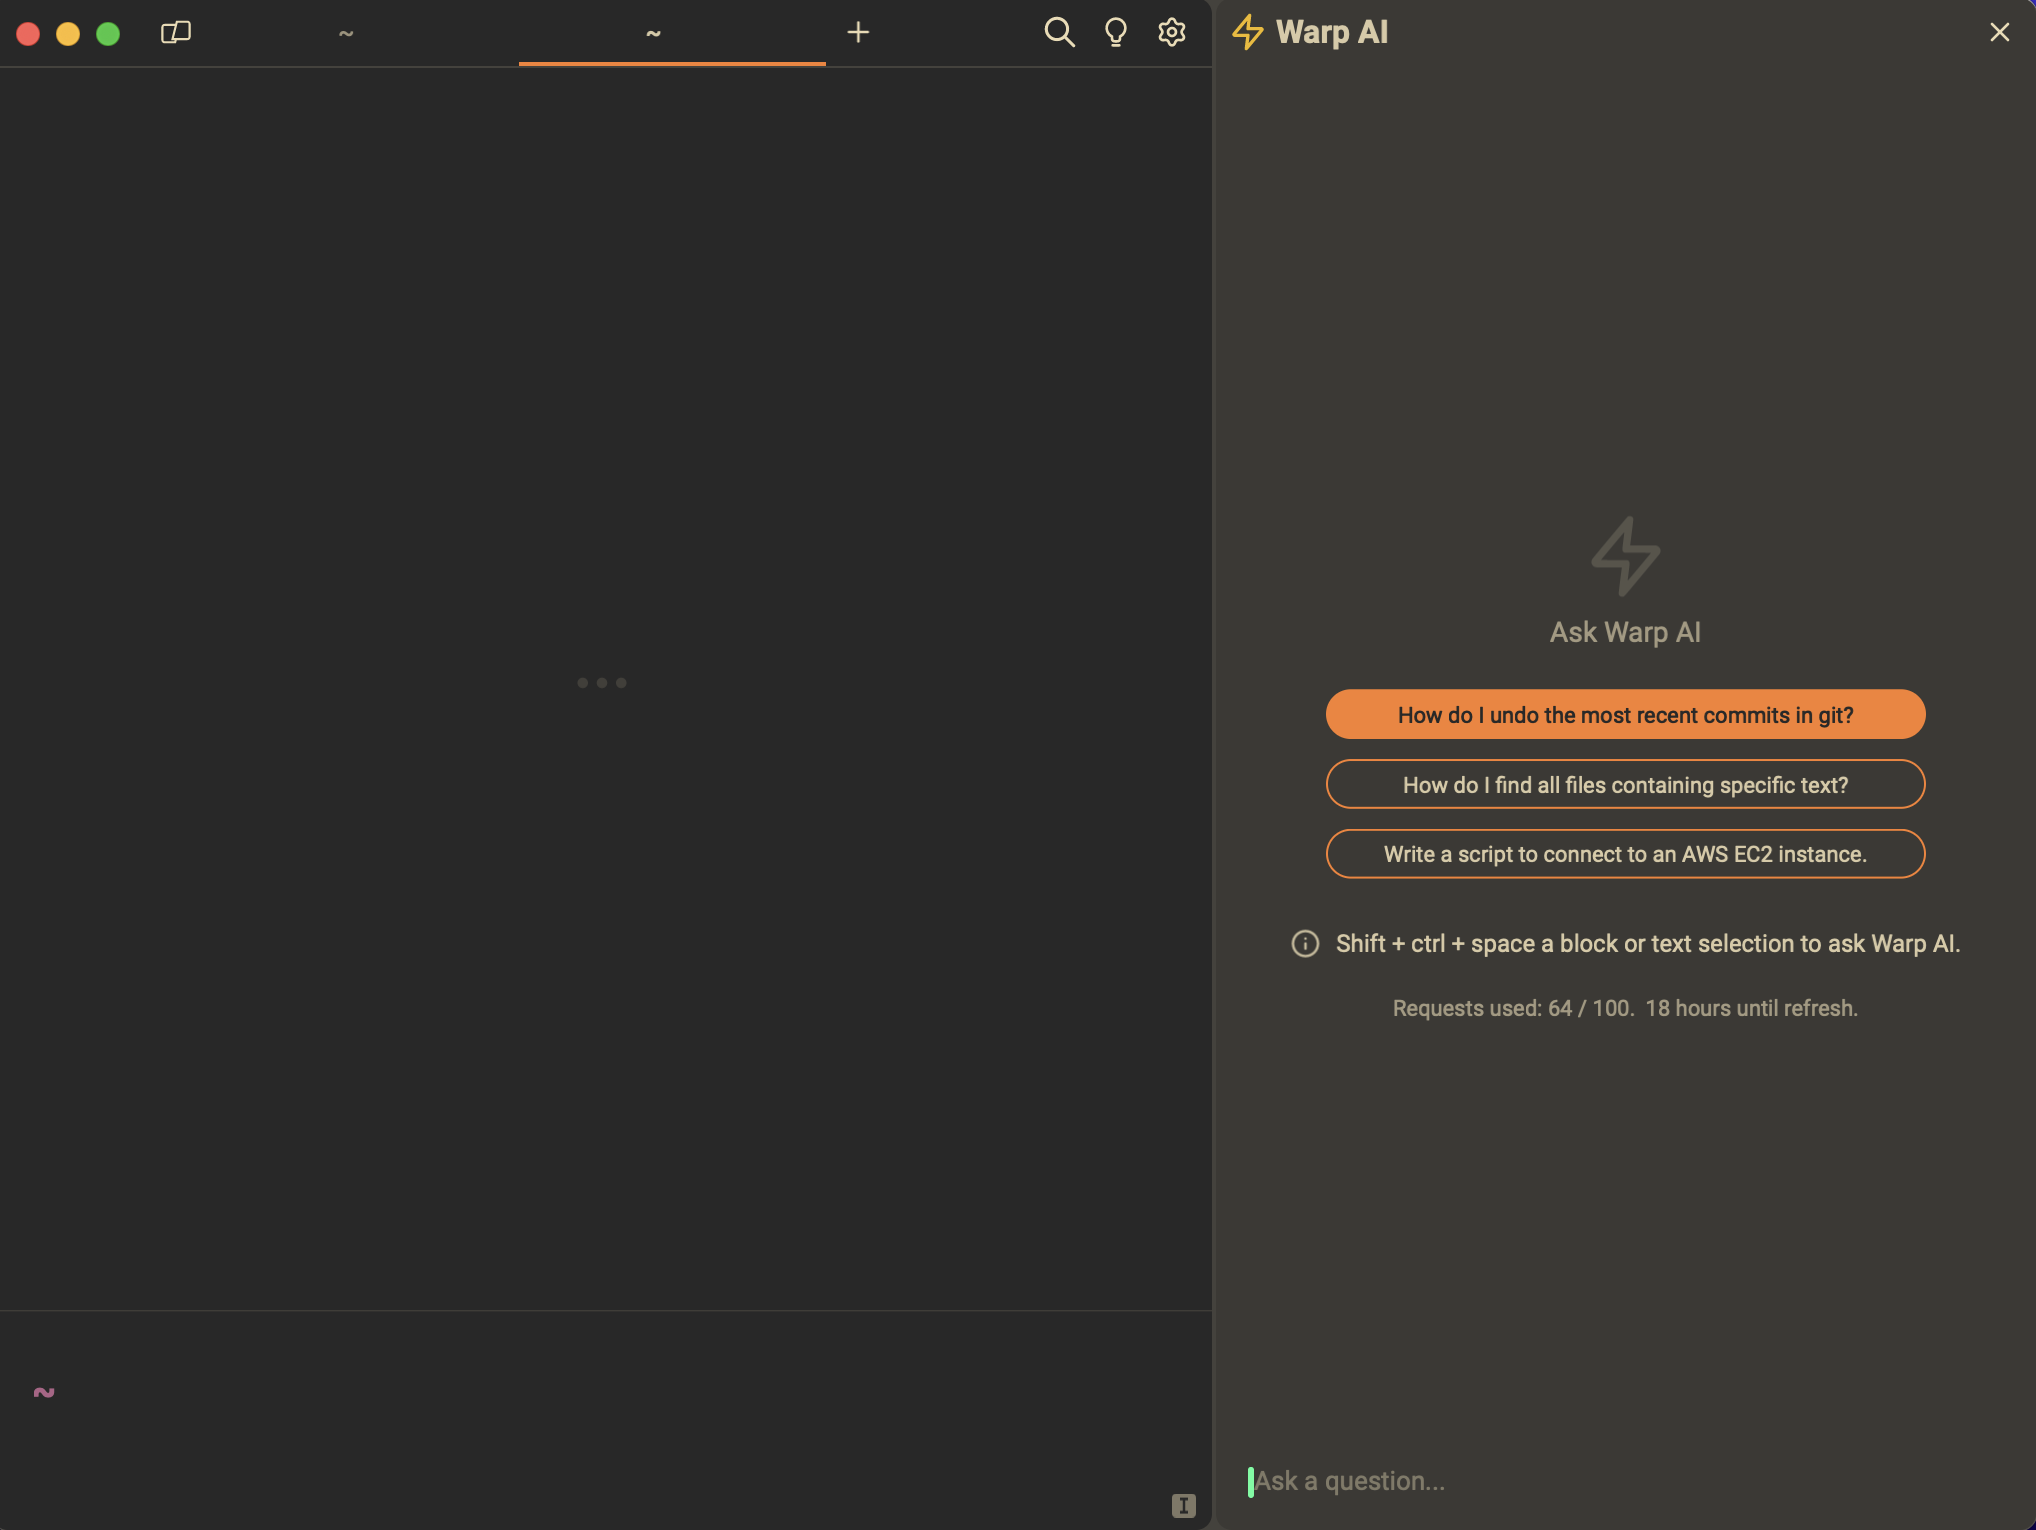 ~
~
~
I
Warp AI
Ask Warp AI
How do I undo the most recent commits in git?
How do I find all files containing specific text?
Write a script to connect to an AWS EC2 instance.
Shift + ctrl + space a block or text selection to ask Warp AI.
Requests used: 64 / 100.  18 hours until refresh.
Ask a question...